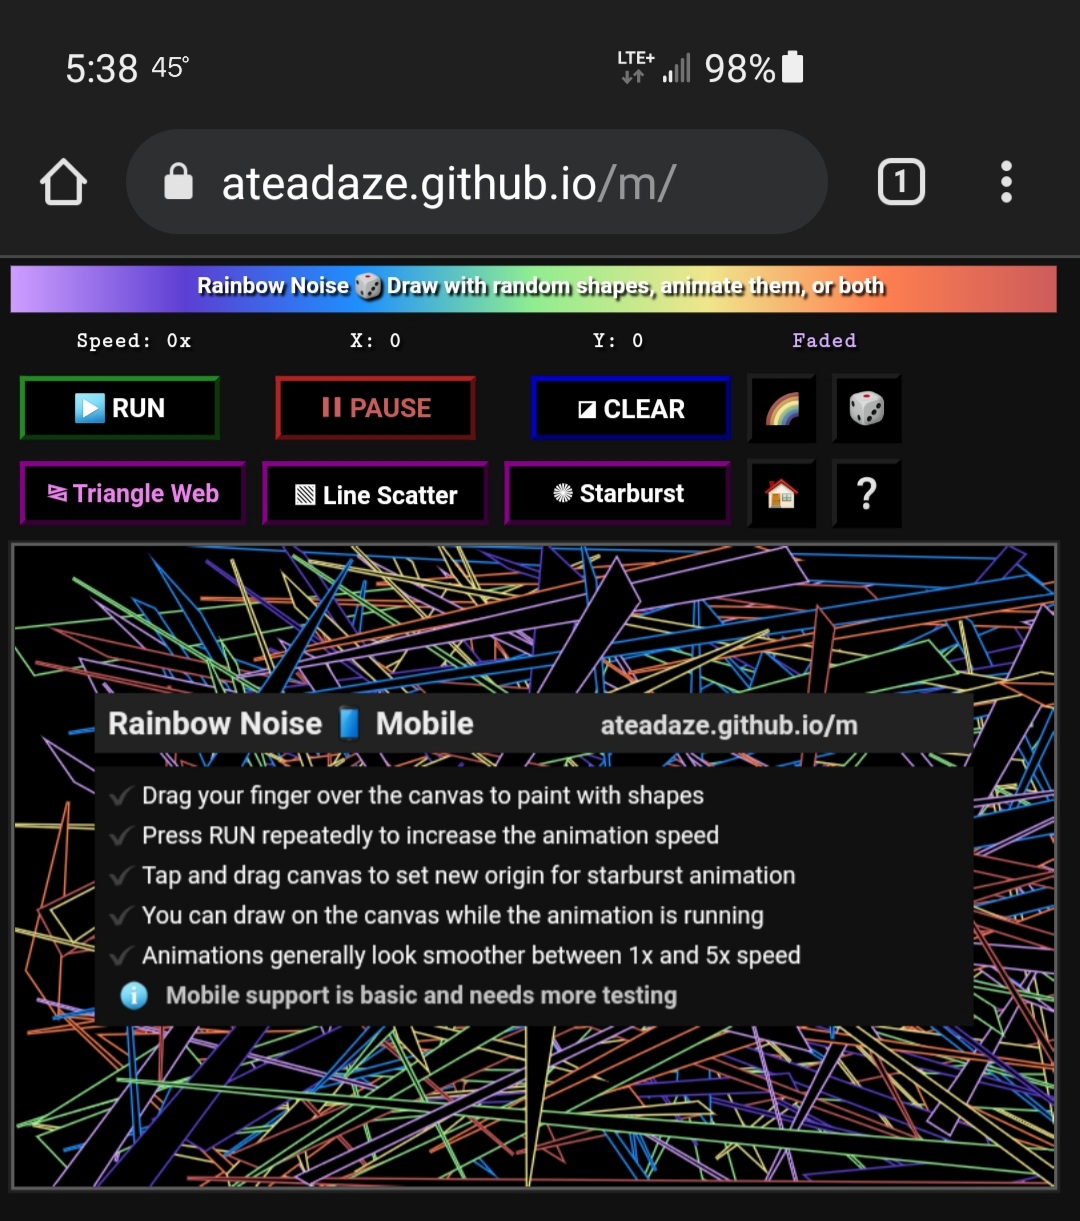 5:38 45° LTE+ 98%
ateadaze.github.io/m/ 1
Rainbow Noise 🎲 Draw with random shapes, animate them, or both
Speed: 0x X: 0 Y: 0 Faded
RUN PAUSE CLEAR
Triangle Web Line Scatter Starburst ?
Rainbow Noise 📱 Mobile ateadaze.github.io/m
✓ Drag your finger over the canvas to paint with shapes
✓ Press RUN repeatedly to increase the animation speed
✓ Tap and drag canvas to set new origin for starburst animation
✓ You can draw on the canvas while the animation is running
✓ Animations generally look smoother between 1x and 5x speed
ℹ Mobile support is basic and needs more testing